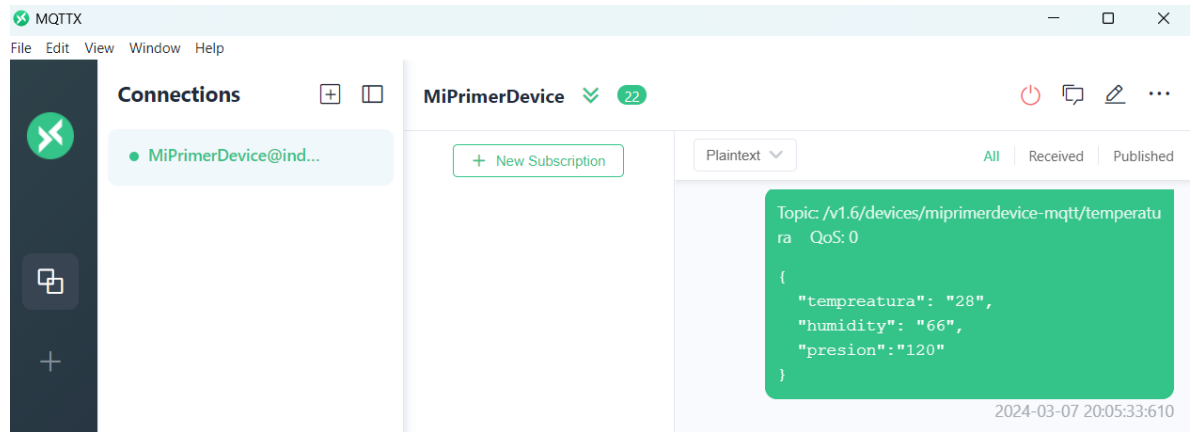 MQTTX
File Edit View Window Help
Connections
MiPrimerDevice 22
MiPrimerDevice@ind...
+ New Subscription
Plaintext
All Received Published
Topic: /v1.6/devices/miprimerdevice-mqtt/temperatu
ra QoS: 0
{
"tempreatura": "28",
"humidity": "66",
"presion":"120"
}
2024-03-07 20:05:33:610